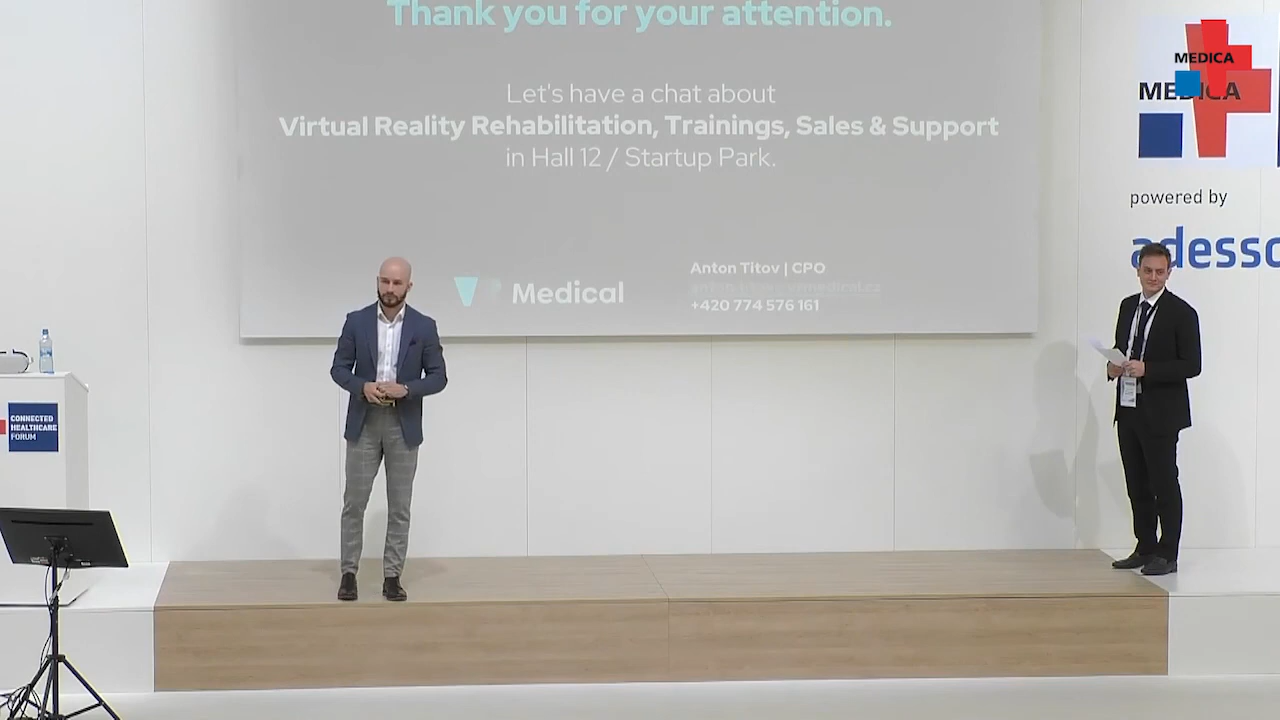 Thank you for your attention.
Let's have a chat about
Virtual Reality Rehabilitation, Trainings, Sales & Support
in Hall 12 / Startup Park.
VR Medical
Anton Titov | CPO
+420 774 576 161
MEDICA
MEDICA
powered by
adesso
CONNECTED
HEALTHCARE
FORUM